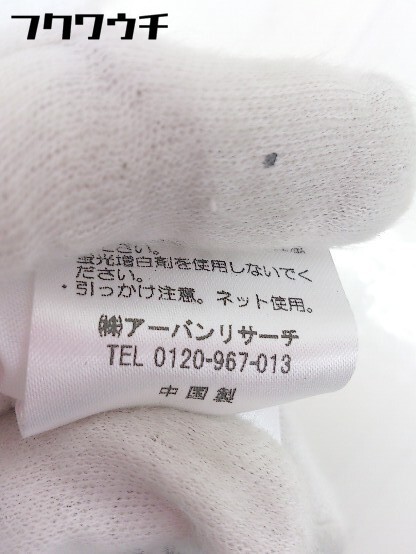 フクワウチ
ださい。
蛍光増白剤を使用しないでく
ださい。
・引っかけ注意。ネット使用。
㈱アーバンリサーチ
TEL 0120-967-013
中国製